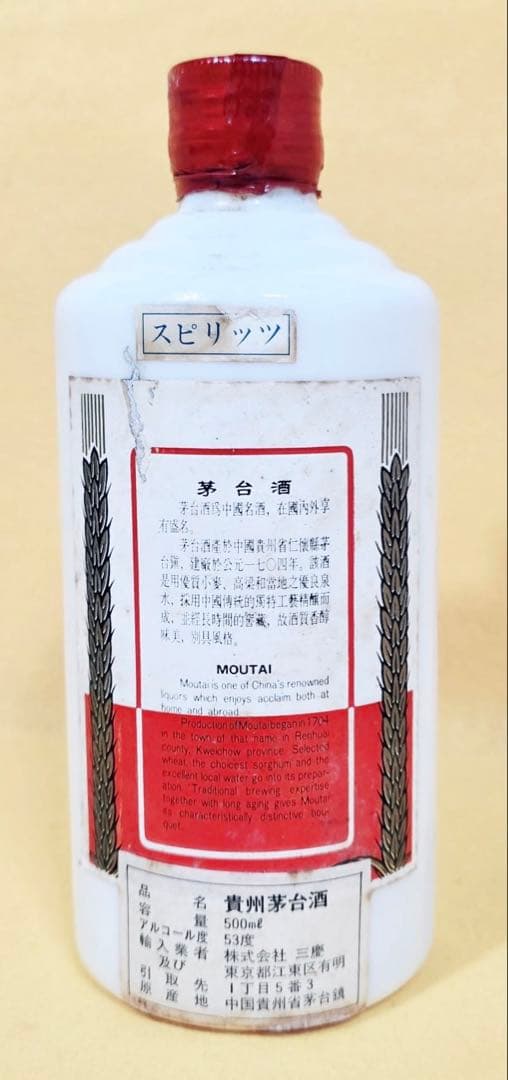 スピリッツ
茅台酒
茅台酒爲中國名酒，在國內外享
有盛名。
茅台酒產於中國貴州省仁懷縣茅
台鎭，建廠於公元一七〇四年。該酒
是用優質小麥、高梁和當地之優良泉
水，採用中國傳統的獨特工藝精釀而
成，並經長時間的窖藏，故酒質香醇
味美，別具風格。
MOUTAI
Moutai is one of China's renowned
liquors which enjoys acclaim both at
home and abroad.
Production of Moutai began in 1704
in the town of that name in Renhuai
county, Kweichow province. Selected
wheat, the choicest sorghum and the
excellent local water go into its prepar-
ation. Traditional brewing expertise
together with long aging gives Moutai
its characteristically distinctive bou-
quet.
品名 貴州茅台酒
容量 500mℓ
アルコール度 53度
輸入業者 株式会社 三慶
及び 東京都江東区有明
引取先 1丁目5番3
原産地 中国貴州省茅台鎮